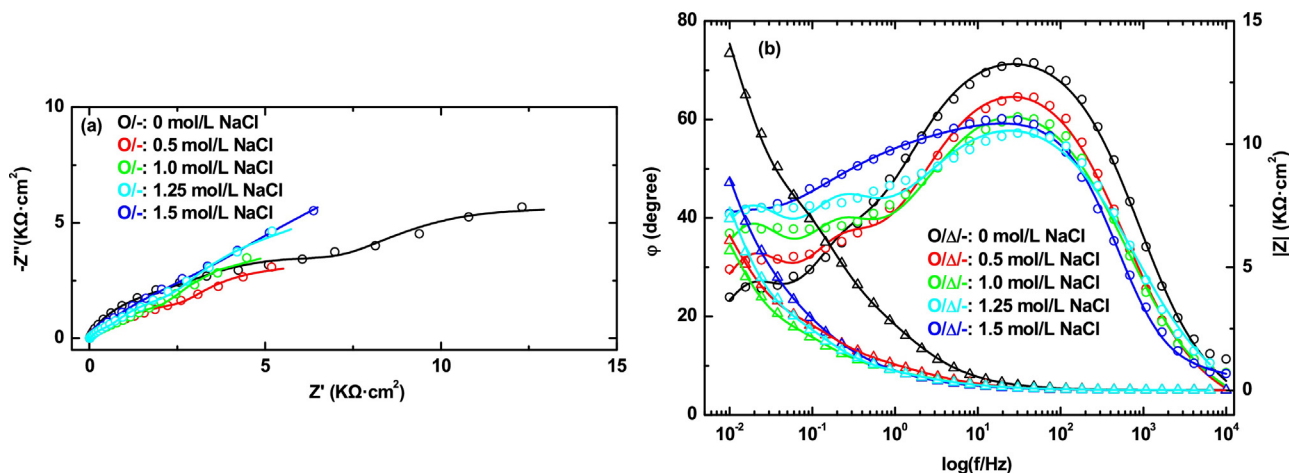 (a)
O/-: 0 mol/L NaCl
O/-: 0.5 mol/L NaCl
O/-: 1.0 mol/L NaCl
O/-: 1.25 mol/L NaCl
O/-: 1.5 mol/L NaCl
-Z''(KΩ·cm²)
10
5
0
0 5 10 15
Z' (KΩ·cm²)
(b)
φ (degree)
80
60
40
20
0
|Z| (KΩ·cm²)
15
10
5
0
O/Δ/-: 0 mol/L NaCl
O/Δ/-: 0.5 mol/L NaCl
O/Δ/-: 1.0 mol/L NaCl
O/Δ/-: 1.25 mol/L NaCl
O/Δ/-: 1.5 mol/L NaCl
10⁻² 10⁻¹ 10⁰ 10¹ 10² 10³ 10⁴
log(f/Hz)